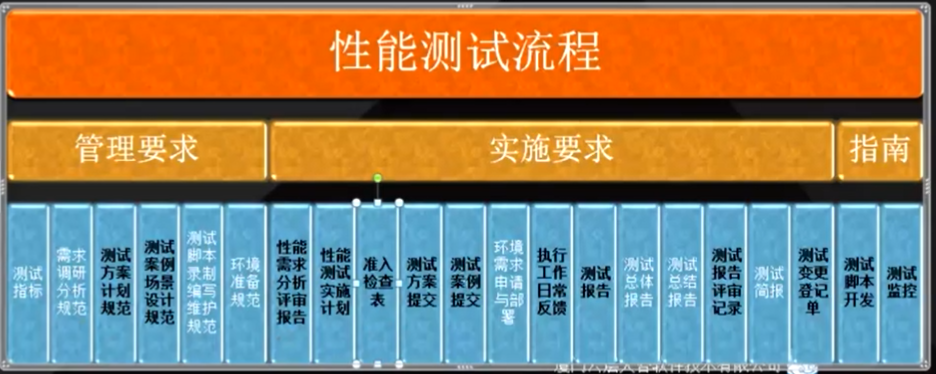 性能测试流程
管理要求
实施要求
指南
测试指标
需求调研分析规范
测试方案计划规范
测试案例场景设计规范
测试脚本录制编写维护规范
环境准备规范
性能需求分析评审报告
性能测试实施计划
准入检查表
测试方案提交
测试案例提交
环境需求申请与部署
执行工作日常反馈
测试报告
测试总体报告
测试总结报告
测试报告评审记录
测试简报
测试变更登记单
测试脚本开发
测试监控